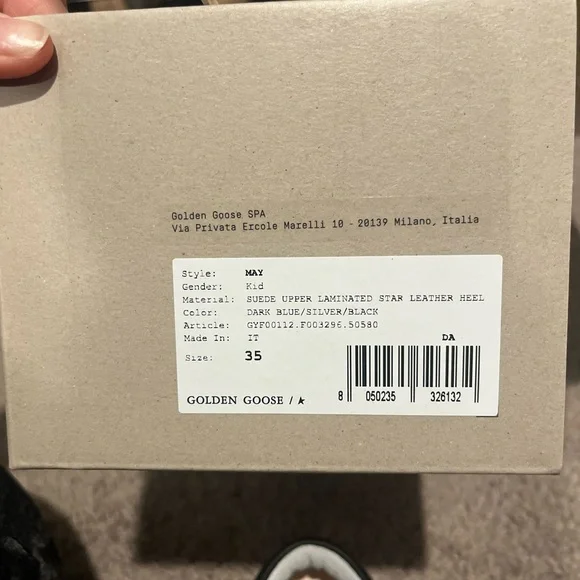 Golden Goose SPA
Via Privata Ercole Marelli 10 - 20139 Milano, Italia
Style: MAY
Gender: Kid
Material: SUEDE UPPER LAMINATED STAR LEATHER HEEL
Color: DARK BLUE/SILVER/BLACK
Article: GYF00112.F003296.50580
Made In: IT
DA
Size: 35
8 050235 326132
GOLDEN GOOSE / ★